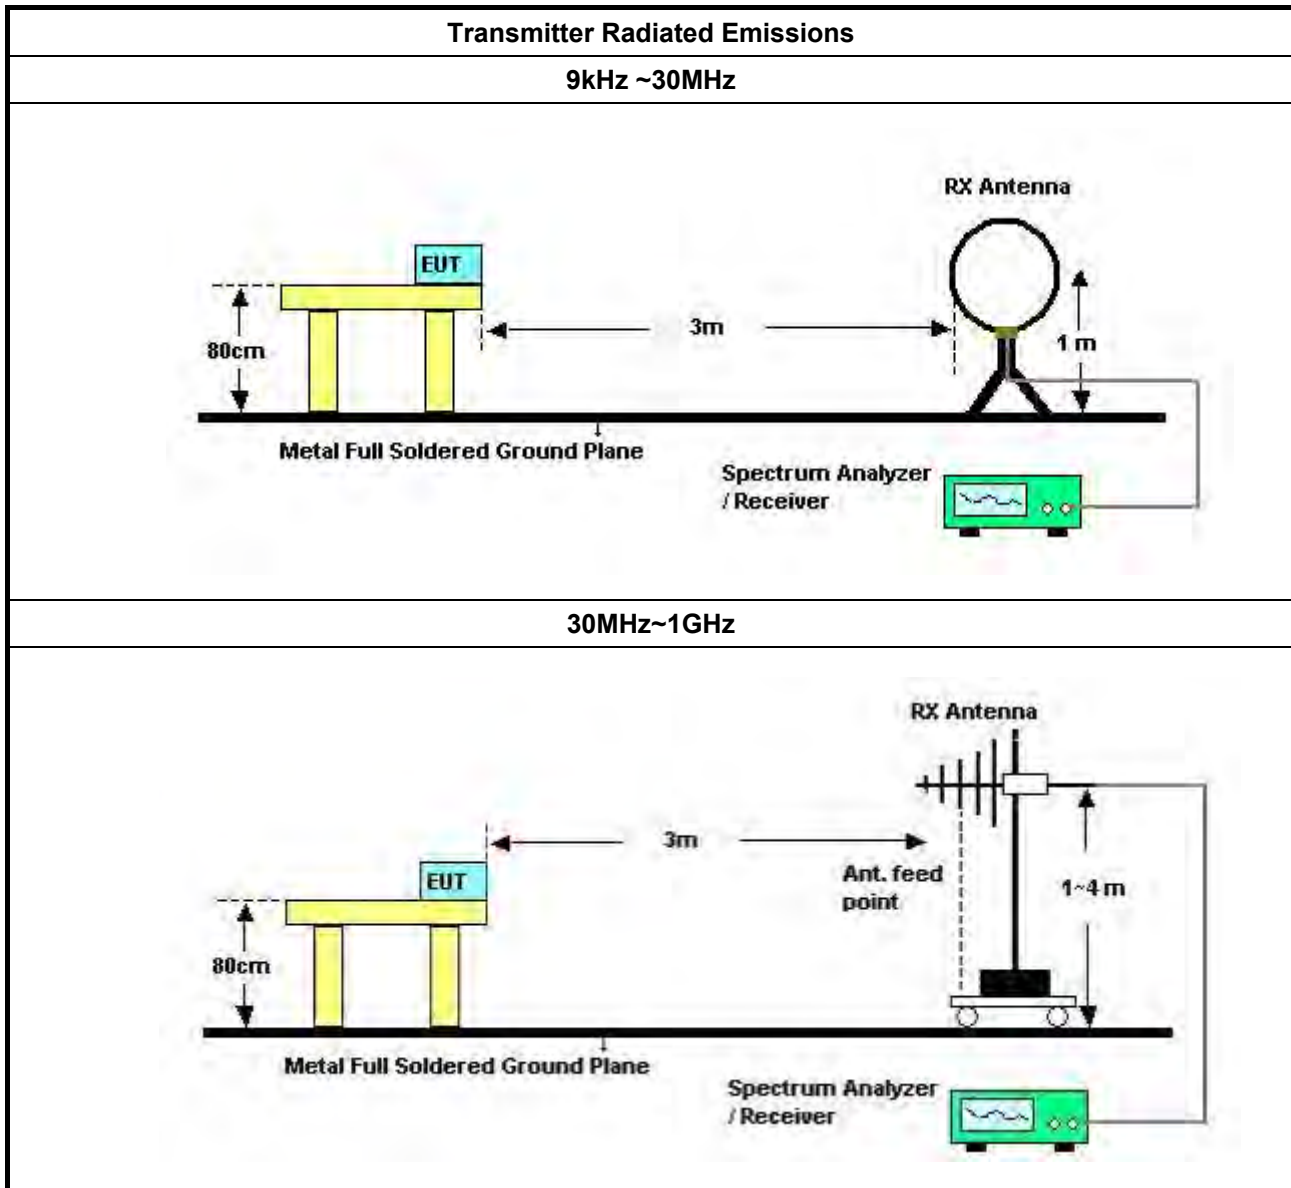 Transmitter Radiated Emissions
9kHz ~30MHz
RX Antenna
EUT
3m
80cm
1 m
Metal Full Soldered Ground Plane
Spectrum Analyzer
/ Receiver
30MHz~1GHz
RX Antenna
3m
EUT
Ant. feed
point
1~4 m
80cm
Metal Full Soldered Ground Plane
Spectrum Analyzer
/ Receiver